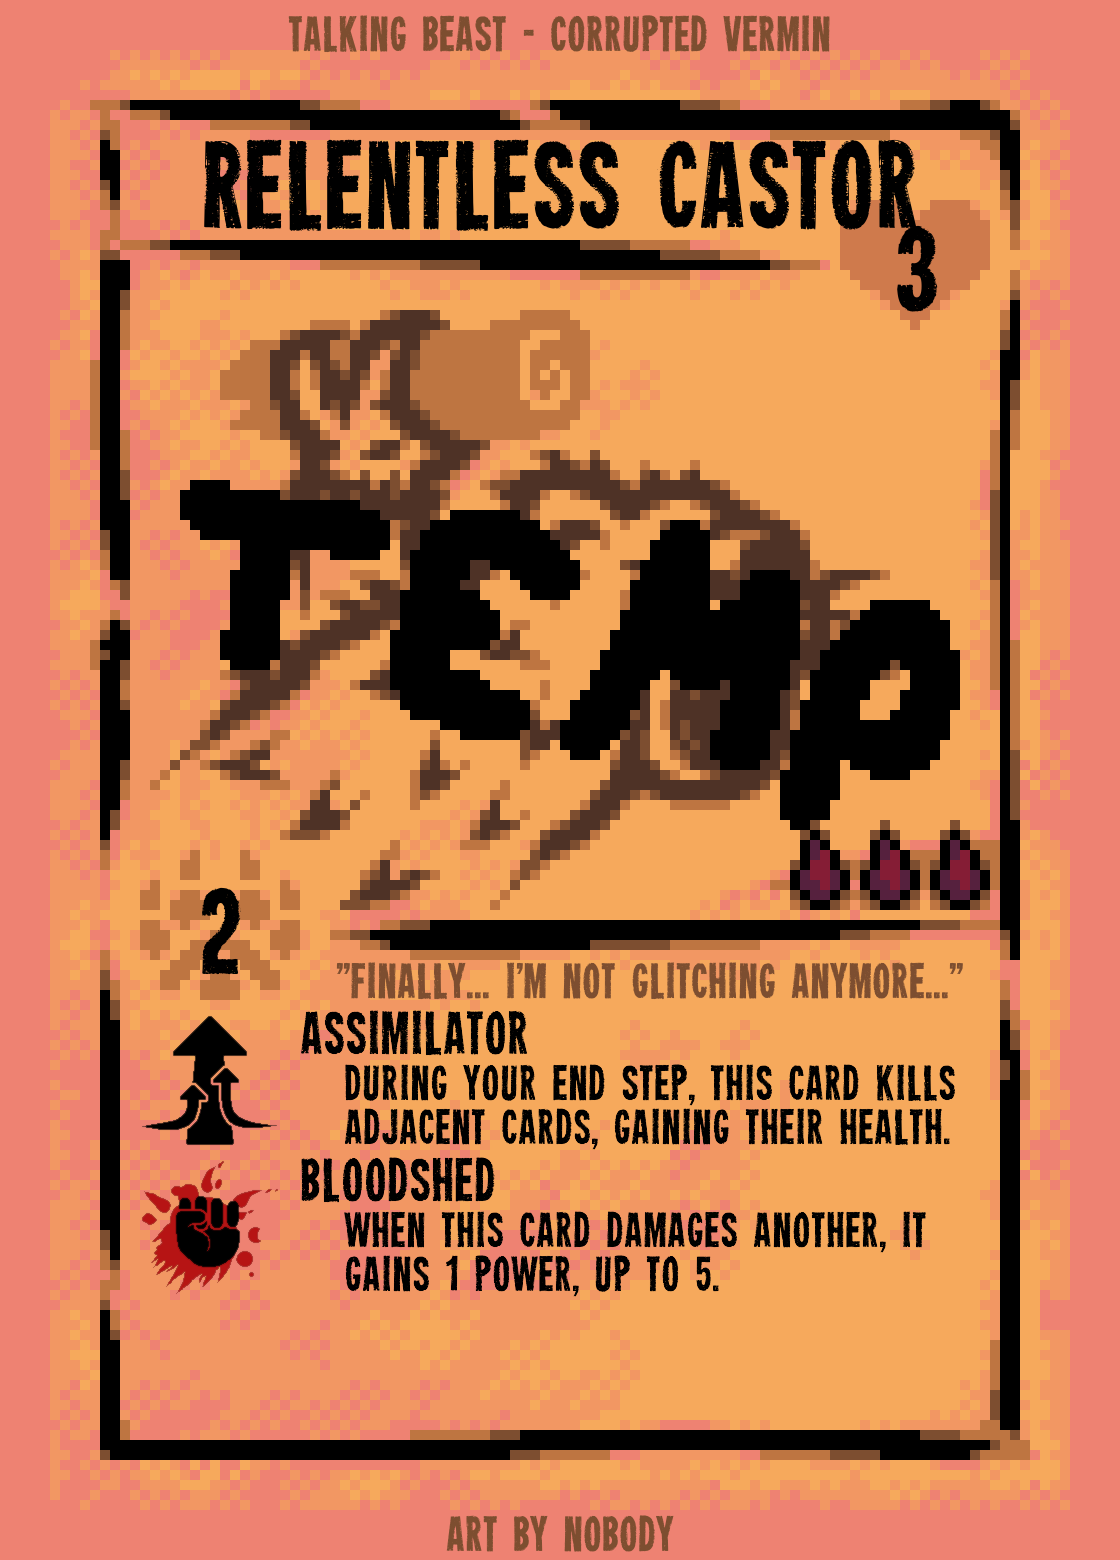 TALKING BEAST - CORRUPTED VERMIN
RELENTLESS CASTOR
3
TEMP
2
"FINALLY... I'M NOT GLITCHING ANYMORE..."
ASSIMILATOR
DURING YOUR END STEP, THIS CARD KILLS
ADJACENT CARDS, GAINING THEIR HEALTH.
BLOODSHED
WHEN THIS CARD DAMAGES ANOTHER, IT
GAINS 1 POWER, UP TO 5.
ART BY NOBODY